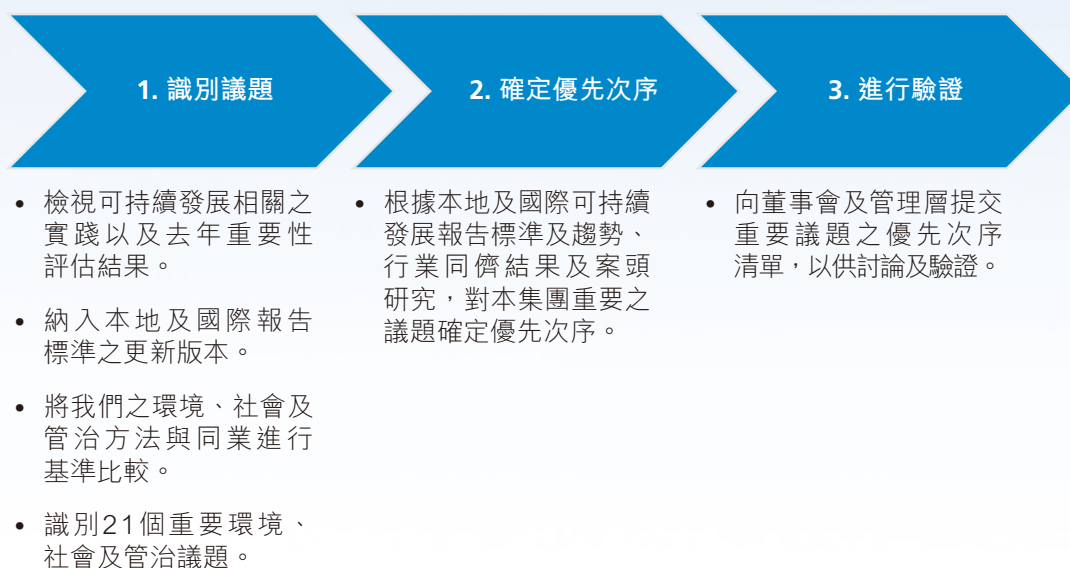 1. 識別議題
• 檢視可持續發展相關之
實踐以及去年重要性
評估結果。
• 納入本地及國際報告
標準之更新版本。
• 將我們之環境、社會及
管治方法與同業進行
基準比較。
• 識別21個重要環境、
社會及管治議題。
2. 確定優先次序
• 根據本地及國際可持續
發展報告標準及趨勢、
行業同儕結果及案頭
研究，對本集團重要之
議題確定優先次序。
3. 進行驗證
• 向董事會及管理層提交
重要議題之優先次序
清單，以供討論及驗證。